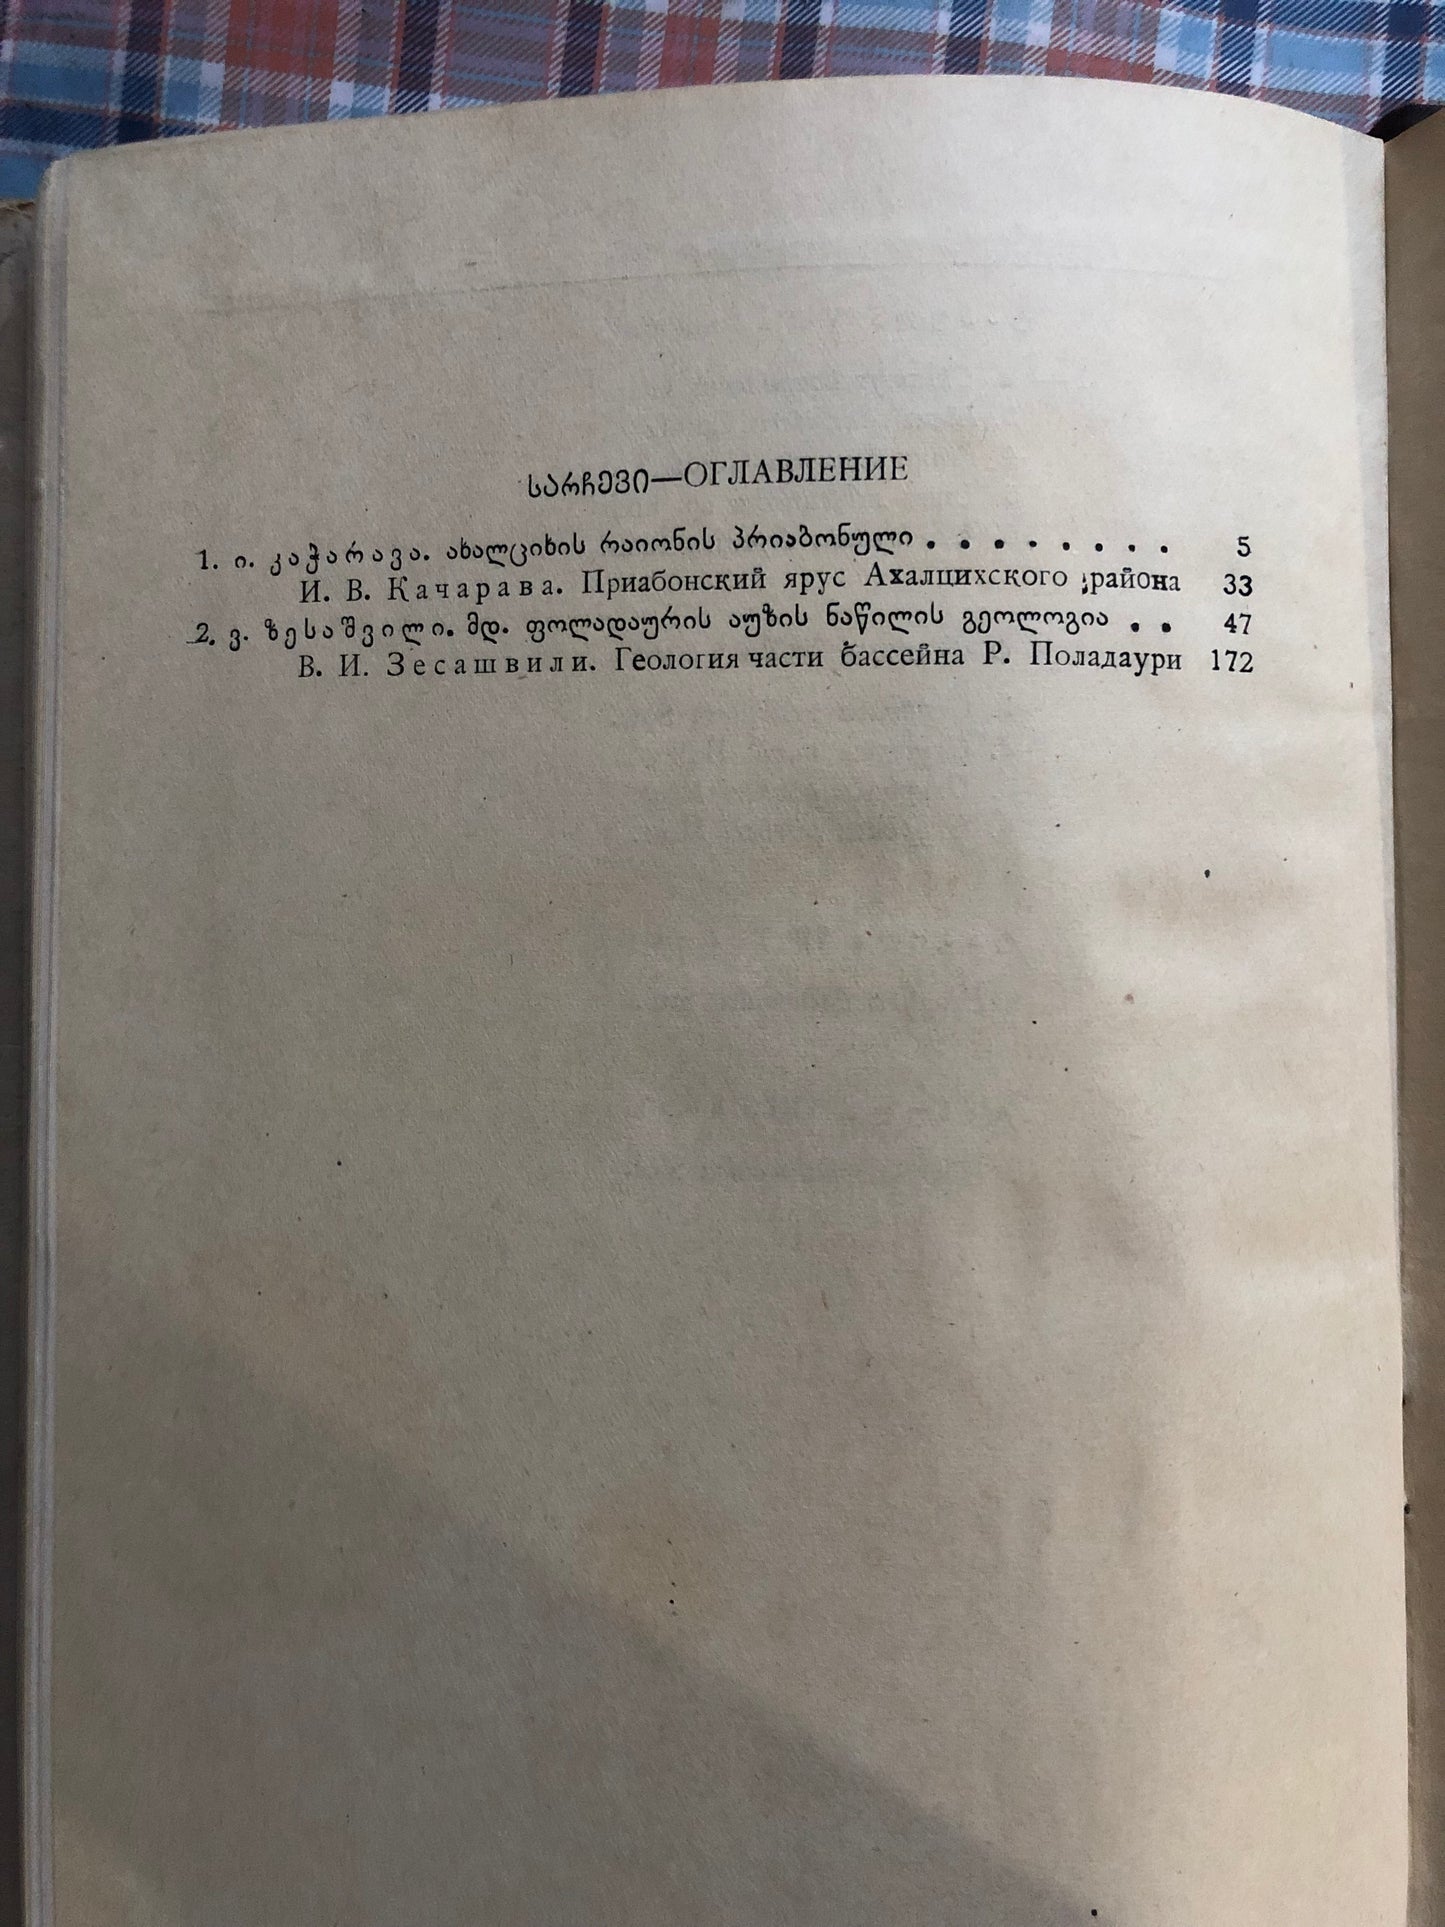 სარჩევი—ОГЛАВЛЕНИЕ
1. ი. კაჭარავა. ახალციხის რაიონის პრიაბონული . . . . . . . . 5
И. В. Качарава. Приабонский ярус Ахалцихского района 33
2. ვ. ზესაშვილი. მდ. ფოლადაურის აუზის ნაწილის გეოლოგია . . 47
В. И. Зесашвили. Геология части бассейна Р. Поладаури 172